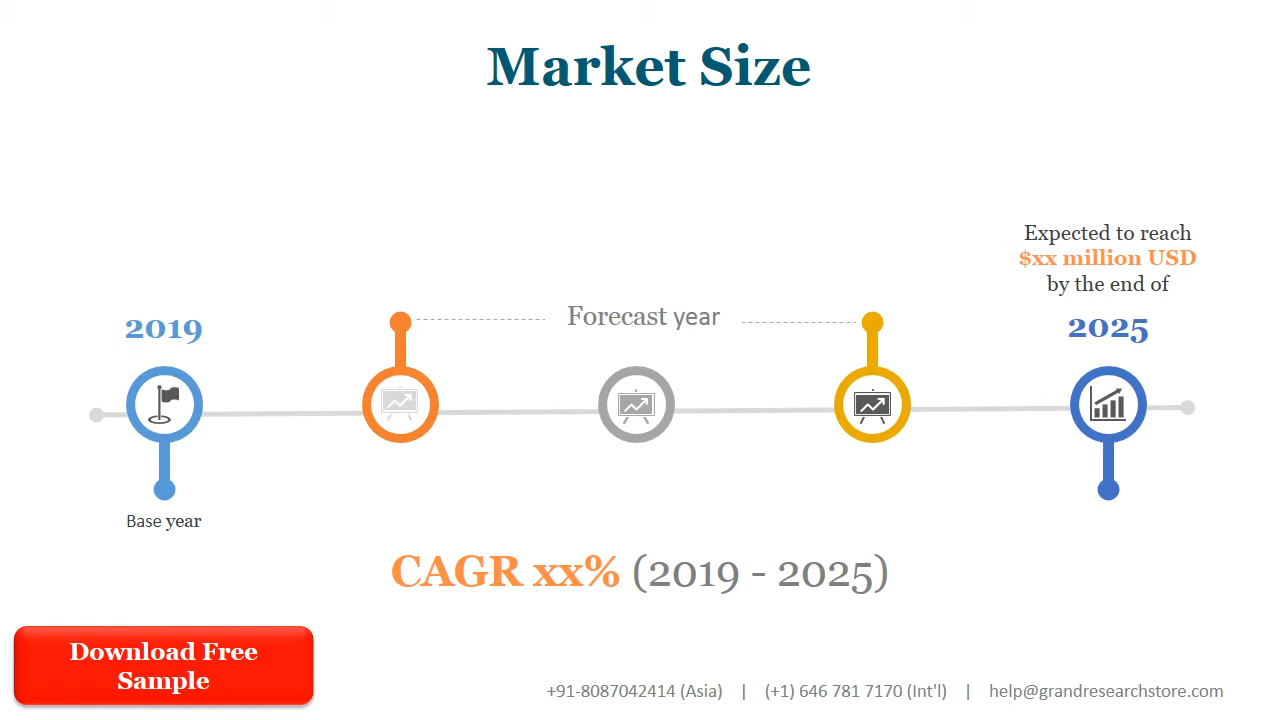 Market Size
Expected to reach
$xx million USD
by the end of
2025
2019
Forecast year
Base year
CAGR xx% (2019 - 2025)
Download Free
Sample
+91-8087042414 (Asia) | (+1) 646 781 7170 (Int'l) | help@grandresearchstore.com